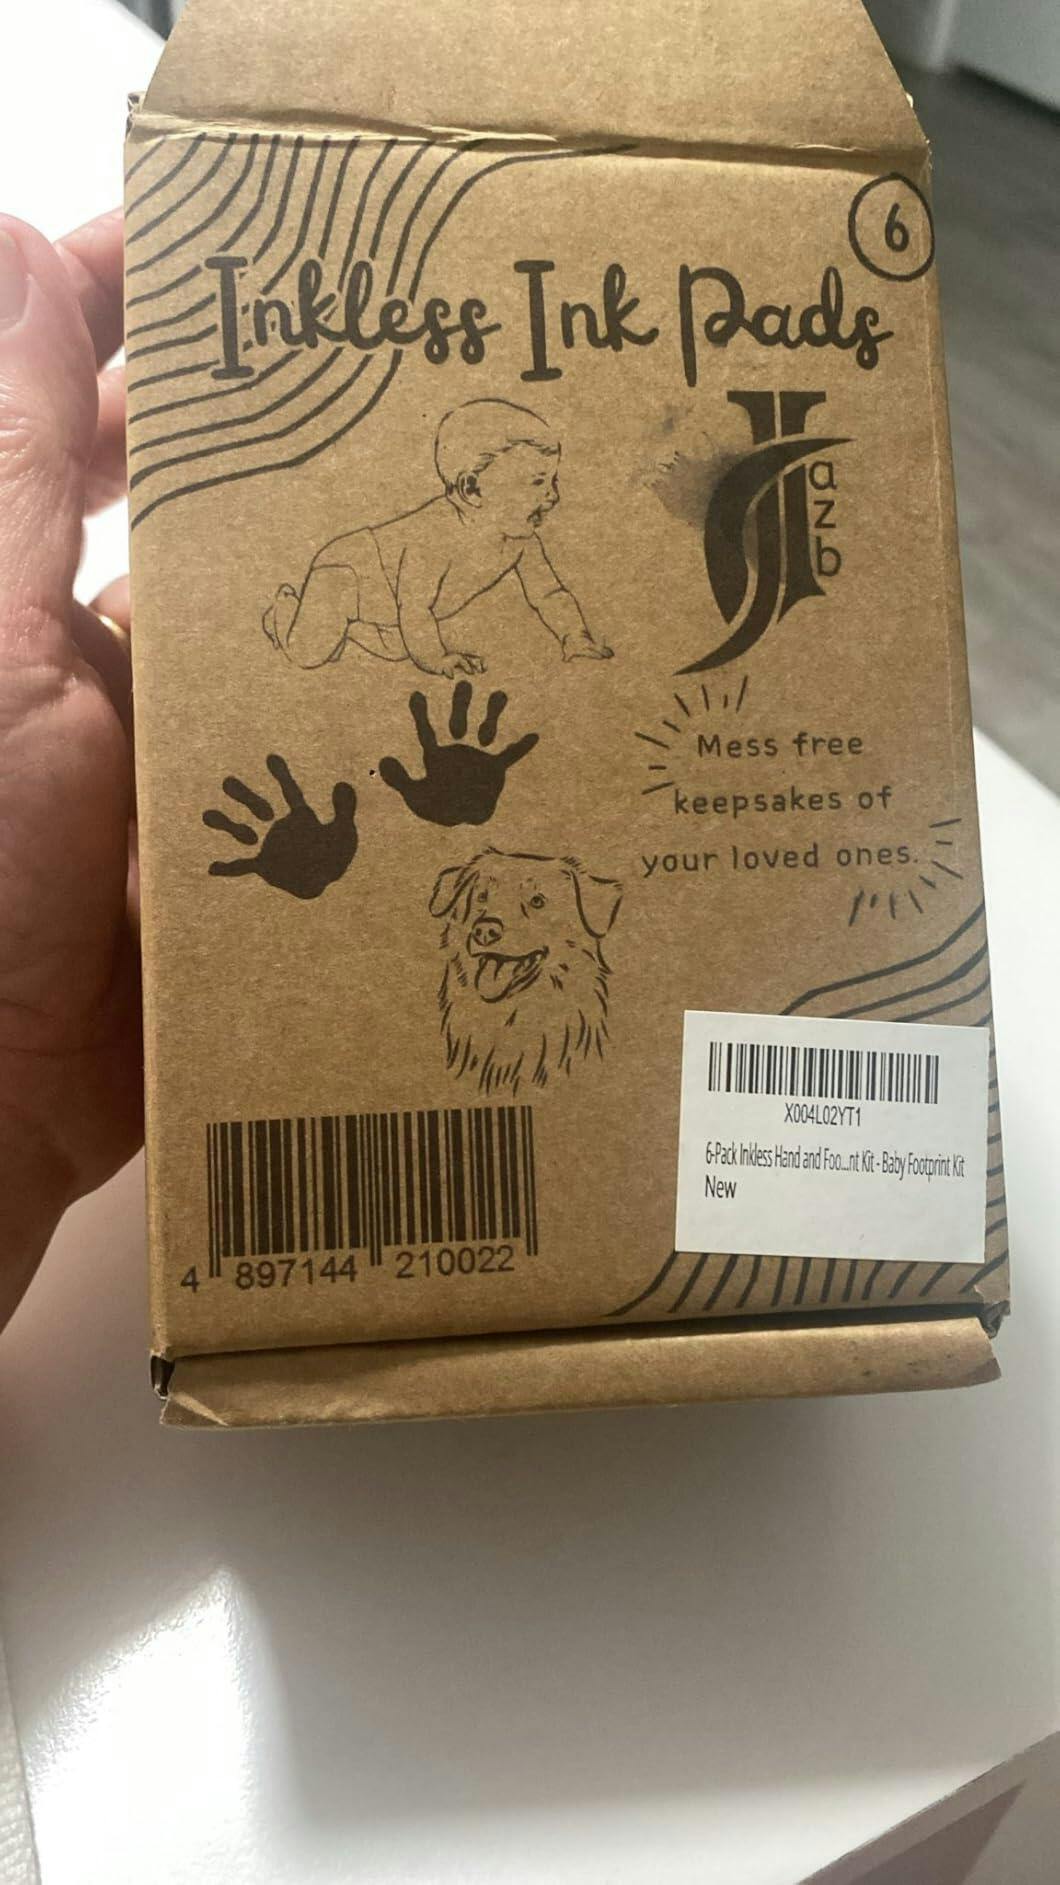 6
Inkless Ink Pads
Jazb
Mess free
keepsakes of
your loved ones.
X004L02YT1
6-Pack Inkless Hand and Foo...nt Kit - Baby Footprint Kit
New
4 897144 210022